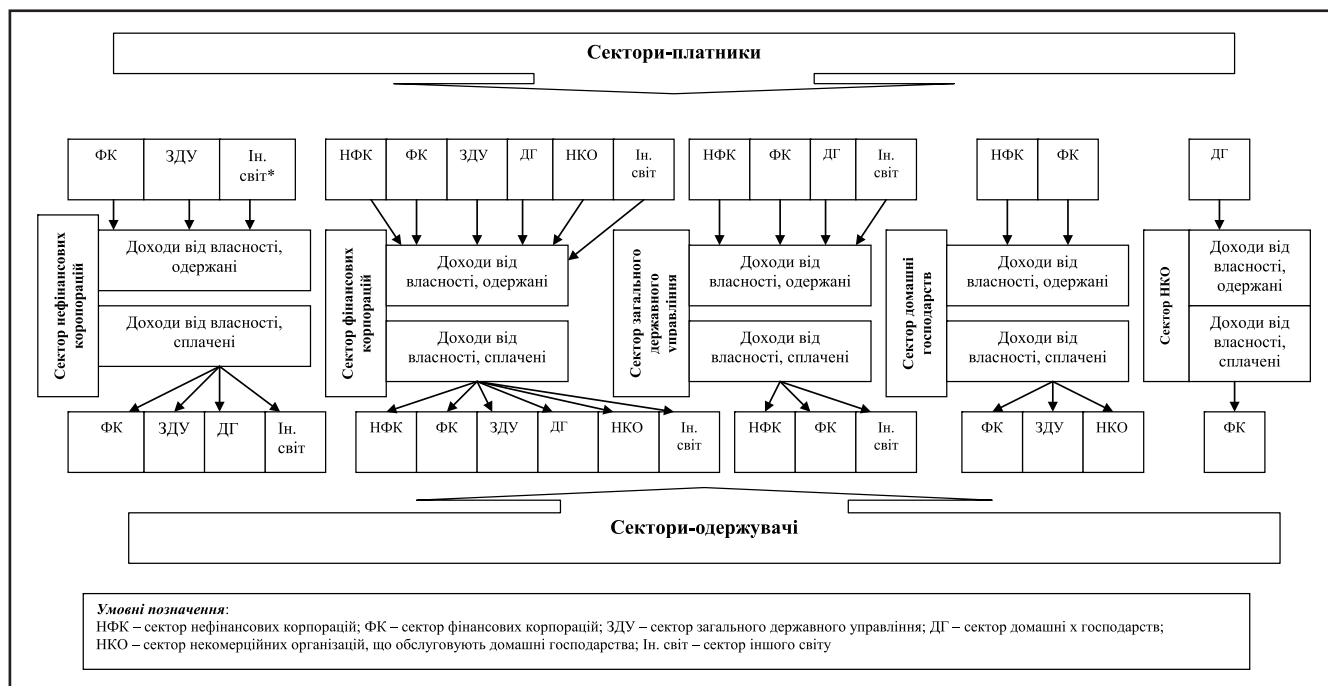 Сектори-платники
ФК
ЗДУ
Ін.
світ*
НФК
ФК
ЗДУ
ДГ
НКО
Ін.
світ
НФК
ФК
ДГ
Ін.
світ
НФК
ФК
ДГ
Сектор нефінансових
коропорацій
Доходи від власності,
одержані
Доходи від власності,
сплачені
Сектор фінансових
корпорацій
Доходи від
власності, одержані
Доходи від
власності, сплачені
Сектор загального
державного
управління
Доходи від
власності, одержані
Доходи від
власності, сплачені
Сектор домашні
господарств
Доходи від
власності, одержані
Доходи від
власності, сплачені
Сектор НКО
Доходи від
власності,
одержані
Доходи від
власності,
сплачені
ФК
ЗДУ
ДГ
Ін.
світ
НФК
ФК
ЗДУ
ДГ
НКО
Ін.
світ
НФК
ФК
Ін.
світ
ФК
ЗДУ
НКО
ФК
Сектори-одержувачі
Умовні позначення:
НФК – сектор нефінансових корпорацій; ФК – сектор фінансових корпорацій; ЗДУ – сектор загального державного управління; ДГ – сектор домашні х господарств;
НКО – сектор некомерційних організацій, що обслуговують домашні господарства; Ін. світ – сектор іншого світу